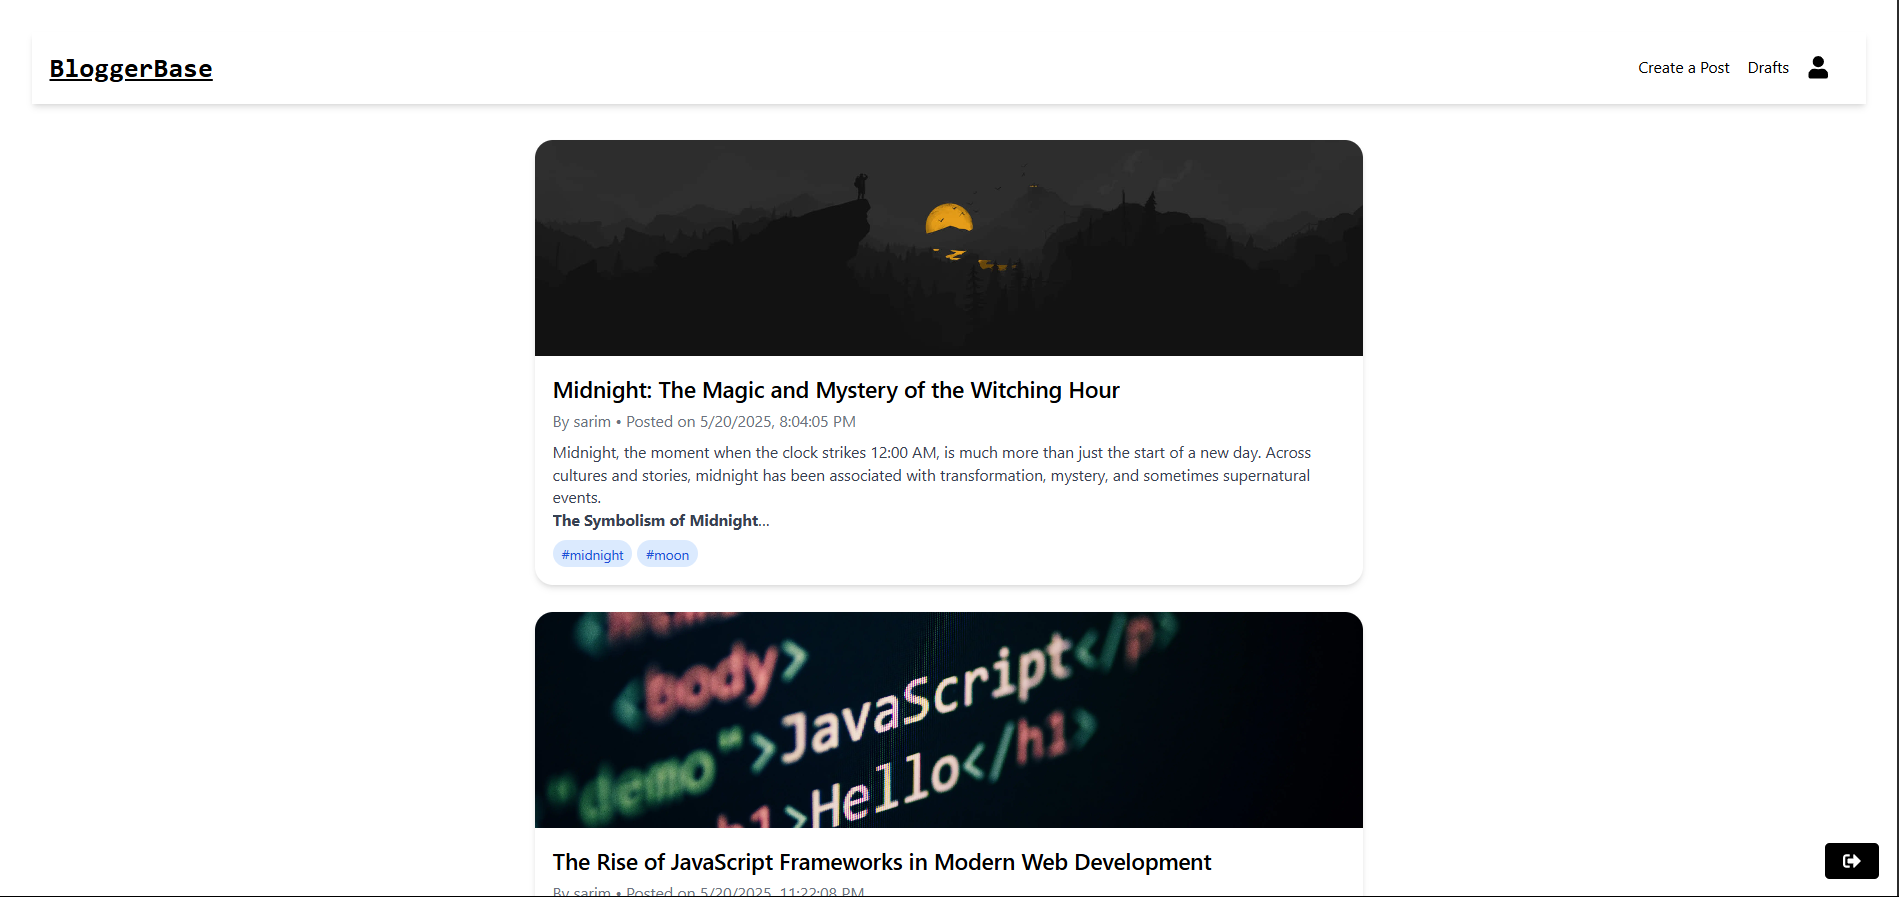 BloggerBase
Create a Post Drafts
Midnight: The Magic and Mystery of the Witching Hour
By sarim • Posted on 5/20/2025, 8:04:05 PM
Midnight, the moment when the clock strikes 12:00 AM, is much more than just the start of a new day. Across
cultures and stories, midnight has been associated with transformation, mystery, and sometimes supernatural
events.
The Symbolism of Midnight...
#midnight #moon
<body>
"demo">JavaScript</p>
h1>Hello</h1>
The Rise of JavaScript Frameworks in Modern Web Development
By sarim • Posted on 5/20/2025, 11:22:08 PM